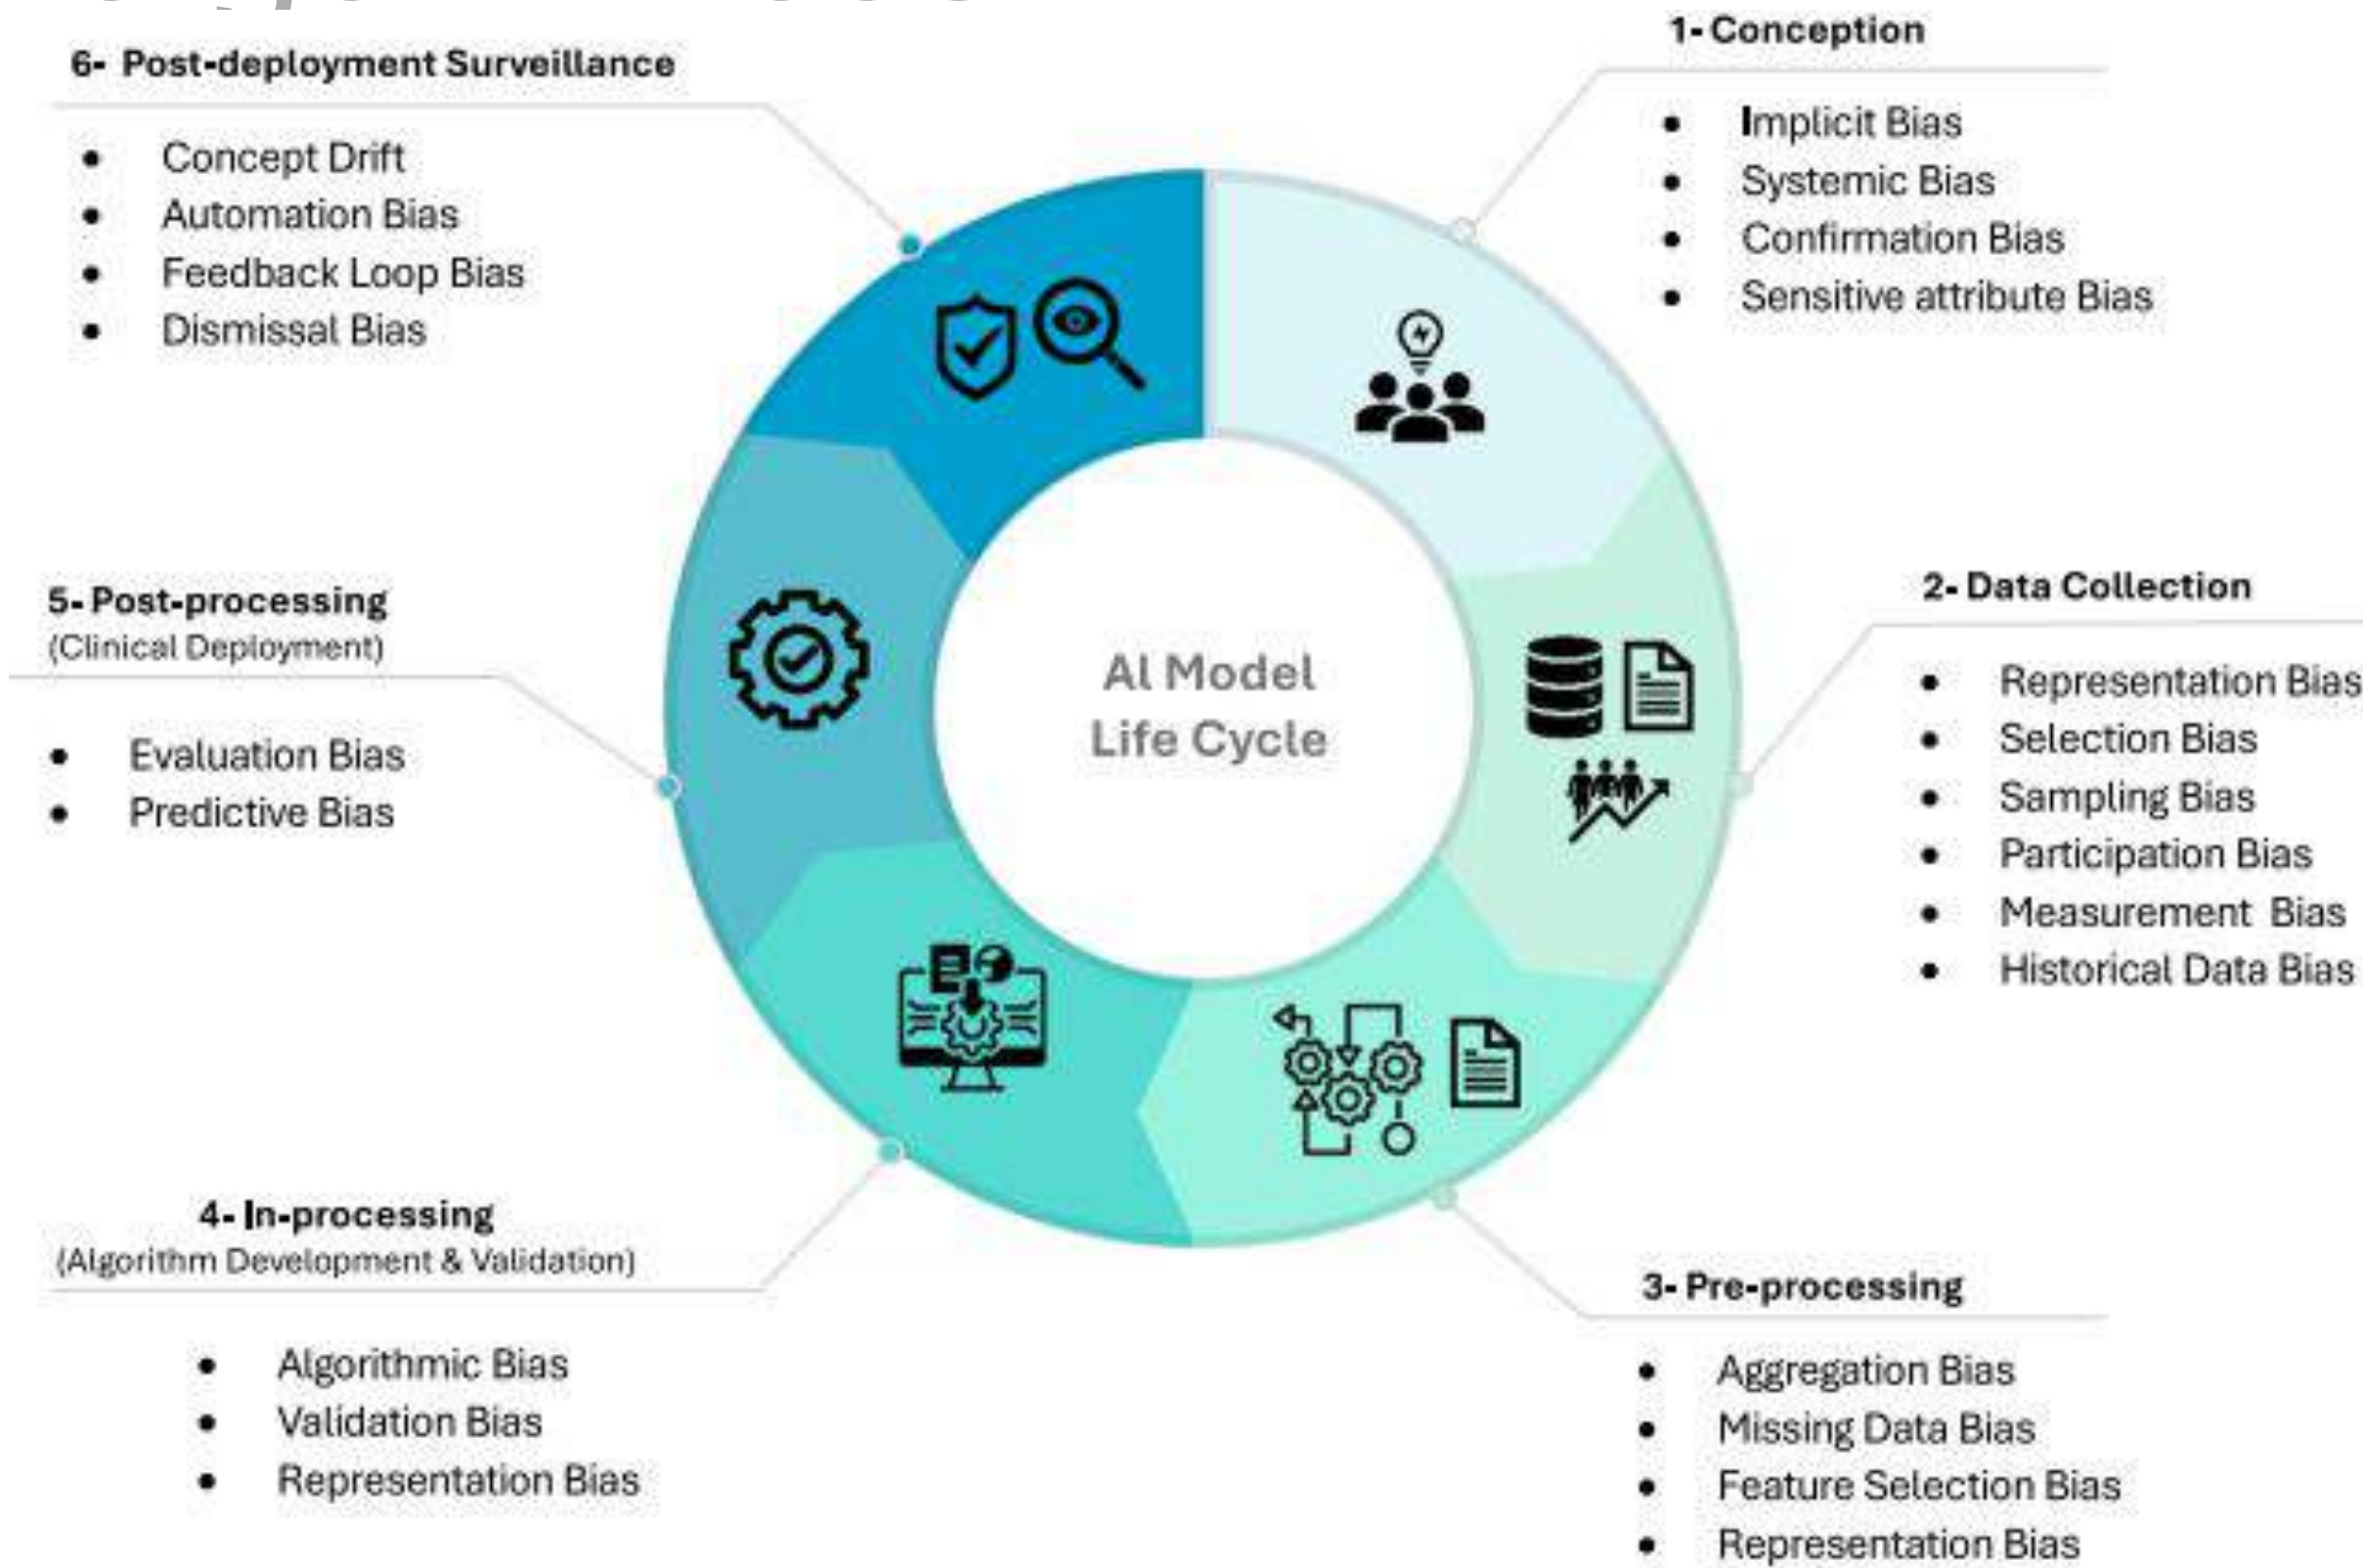 1- Conception
• Implicit Bias
• Systemic Bias
• Confirmation Bias
• Sensitive attribute Bias
2- Data Collection
• Representation Bias
• Selection Bias
• Sampling Bias
• Participation Bias
• Measurement Bias
• Historical Data Bias
3- Pre-processing
• Aggregation Bias
• Missing Data Bias
• Feature Selection Bias
• Representation Bias
4- In-processing
(Algorithm Development & Validation)
• Algorithmic Bias
• Validation Bias
• Representation Bias
5- Post-processing
(Clinical Deployment)
• Evaluation Bias
• Predictive Bias
6- Post-deployment Surveillance
• Concept Drift
• Automation Bias
• Feedback Loop Bias
• Dismissal Bias
AI Model
Life Cycle